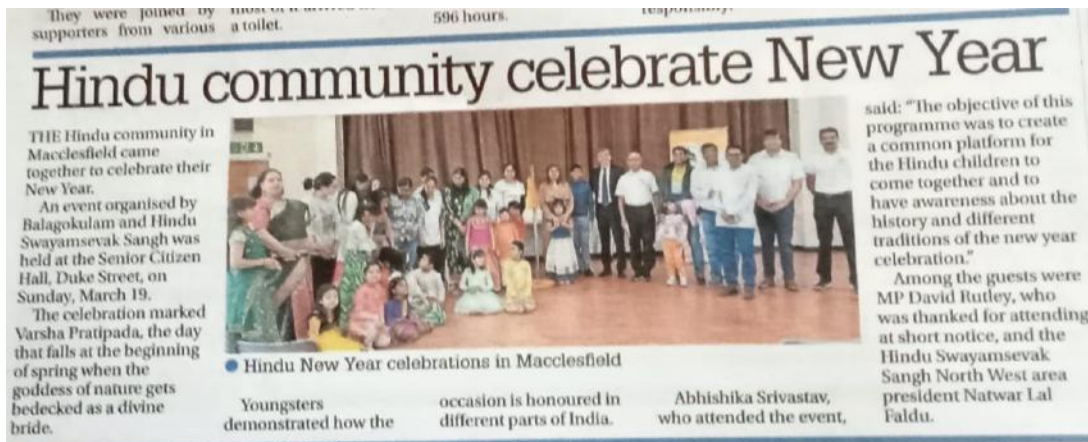 They were joined by
supporters from various
a toilet.
596 hours.
Hindu community celebrate New Year
THE Hindu community in
Macclesfield came
together to celebrate their
New Year.
An event organised by
Balagokulam and Hindu
Swayamsevak Sangh was
held at the Senior Citizen
Hall, Duke Street, on
Sunday, March 19.
The celebration marked
Varsha Pratipada, the day
that falls at the beginning
of spring when the
goddess of nature gets
bedecked as a divine
bride.
Hindu New Year celebrations in Macclesfield
Youngsters
demonstrated how the
occasion is honoured in
different parts of India.
Abhishika Srivastav,
who attended the event,
said: "The objective of this
programme was to create
a common platform for
the Hindu children to
come together and to
have awareness about the
history and different
traditions of the new year
celebration."
Among the guests were
MP David Rutley, who
was thanked for attending
at short notice, and the
Hindu Swayamsevak
Sangh North West area
president Natwar Lal
Faldu.